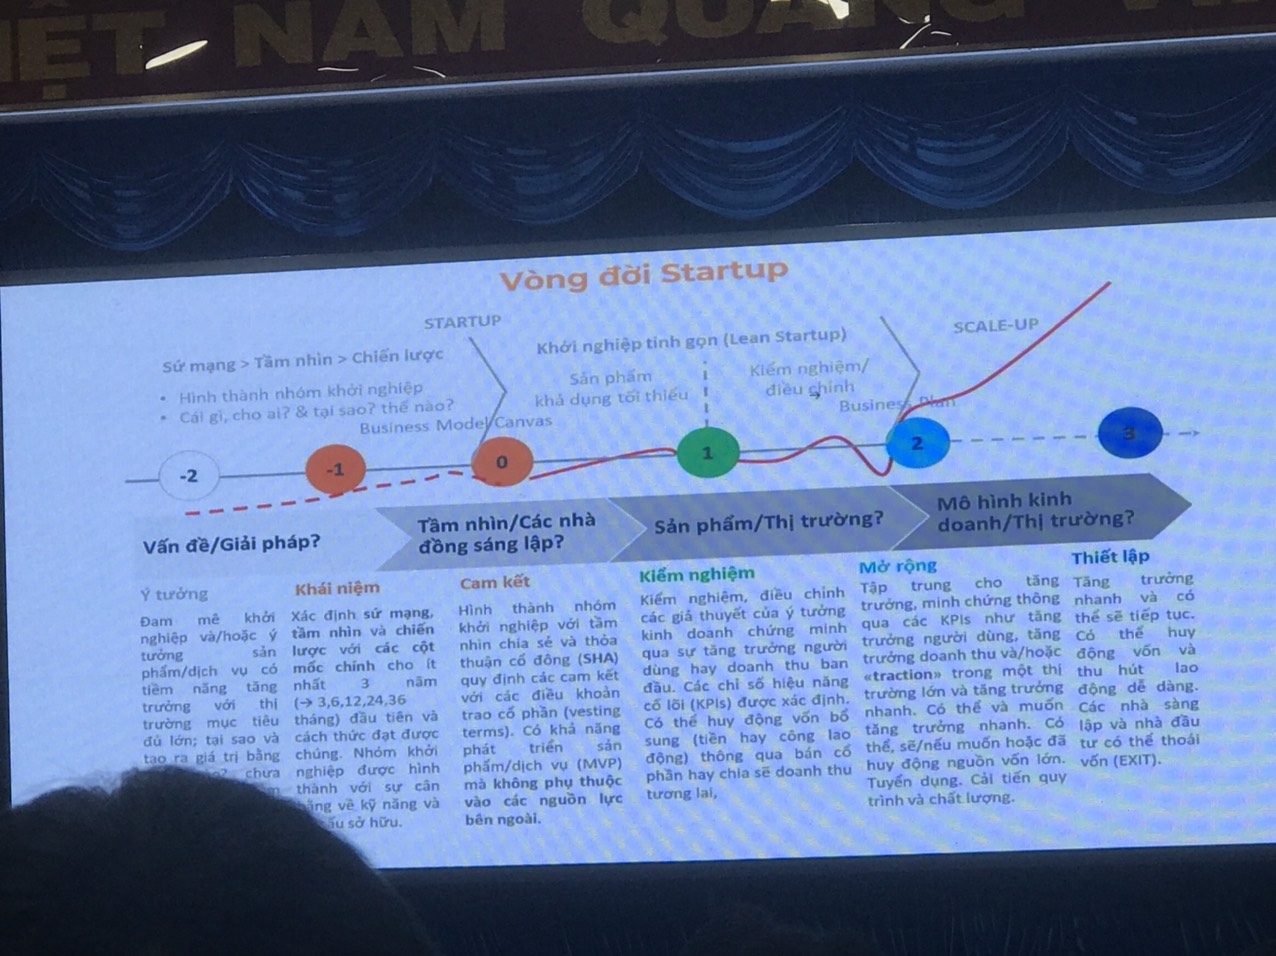 NAM QUANG
Vòng đời Startup
STARTUP
SCALE-UP
Sứ mạng > Tầm nhìn > Chiến lược
• Hình thành nhóm khởi nghiệp
• Cái gì, cho ai? & tại sao? thế nào?
Business Model Canvas
Khởi nghiệp tinh gọn (Lean Startup)
Sản phẩm
khả dụng tối thiểu
Kiểm nghiệm/
điều chỉnh
Business Plan
-2
-1
0
1
2
3
Vấn đề/Giải pháp?
Tầm nhìn/Các nhà
đồng sáng lập?
Sản phẩm/Thị trường?
Mô hình kinh
doanh/Thị trường?
Ý tưởng
Đam mê khởi
nghiệp và/hoặc ý
tưởng sản
phẩm/dịch vụ có
tiềm năng tăng
trưởng với thị
trường mục tiêu
đủ lớn; tại sao và
tạo ra giá trị bằng
chưa
Khái niệm
Xác định sứ mạng,
tầm nhìn và chiến
lược với các cột
mốc chính cho ít
nhất 3 năm
(→ 3,6,12,24,36
tháng) đầu tiên và
cách thức đạt được
chúng. Nhóm khởi
nghiệp được hình
thành với sự cân
về kỹ năng và
sở hữu.
Cam kết
Hình thành nhóm
khởi nghiệp với tầm
nhìn chia sẻ và thỏa
thuận cổ đông (SHA)
quy định các cam kết
với các điều khoản
trao cổ phần (vesting
terms). Có khả năng
phát triển sản
phẩm/dịch vụ (MVP)
mà không phụ thuộc
vào các nguồn lực
bên ngoài.
Kiểm nghiệm
Kiểm nghiệm, điều chỉnh
các giả thuyết của ý tưởng
kinh doanh chứng minh
qua sự tăng trưởng người
dùng hay doanh thu ban
đầu. Các chỉ số hiệu năng
cố lõi (KPIs) được xác định.
Có thể huy động vốn bổ
sung (tiền hay công lao
động) thông qua bán cổ
phần hay chia sẽ doanh thu
tương lai,
Mở rộng
Tập trung cho tăng
trưởng, minh chứng thông
qua các KPIs như tăng
trưởng người dùng, tăng
trưởng doanh thu và/hoặc
«traction» trong một thị
trường lớn và tăng trưởng
nhanh. Có thể và muốn
tăng trưởng nhanh. Có
thể, sẽ/nếu muốn hoặc đã
huy động nguồn vốn lớn.
Tuyển dụng. Cải tiến quy
trình và chất lượng.
Thiết lập
Tăng trưởng
nhanh và có
thể sẽ tiếp tục.
Có thể huy
động vốn và
thu hút lao
động dễ dàng.
Các nhà sàng
lập và nhà đầu
tư có thể thoái
vốn (EXIT).